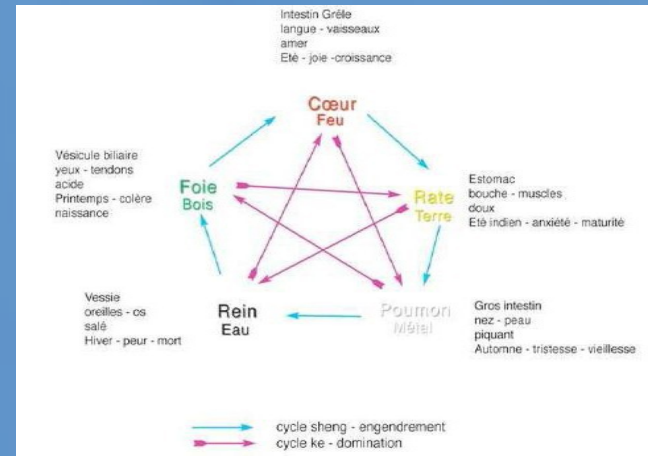 Intestin Grêle
langue - vaisseaux
amer
Eté - joie -croissance
Cœur
Feu
Vésicule biliaire
yeux - tendons
acide
Printemps - colère
naissance
Foie
Bois
Rate
Terre
Estomac
bouche - muscles
doux
Eté indien - anxiété - maturité
Vessie
oreilles - os
salé
Hiver - peur - mort
Rein
Eau
Poumon
Métal
Gros intestin
nez - peau
piquant
Automne - tristesse - vieillesse
cycle sheng - engendrement
cycle ke - domination